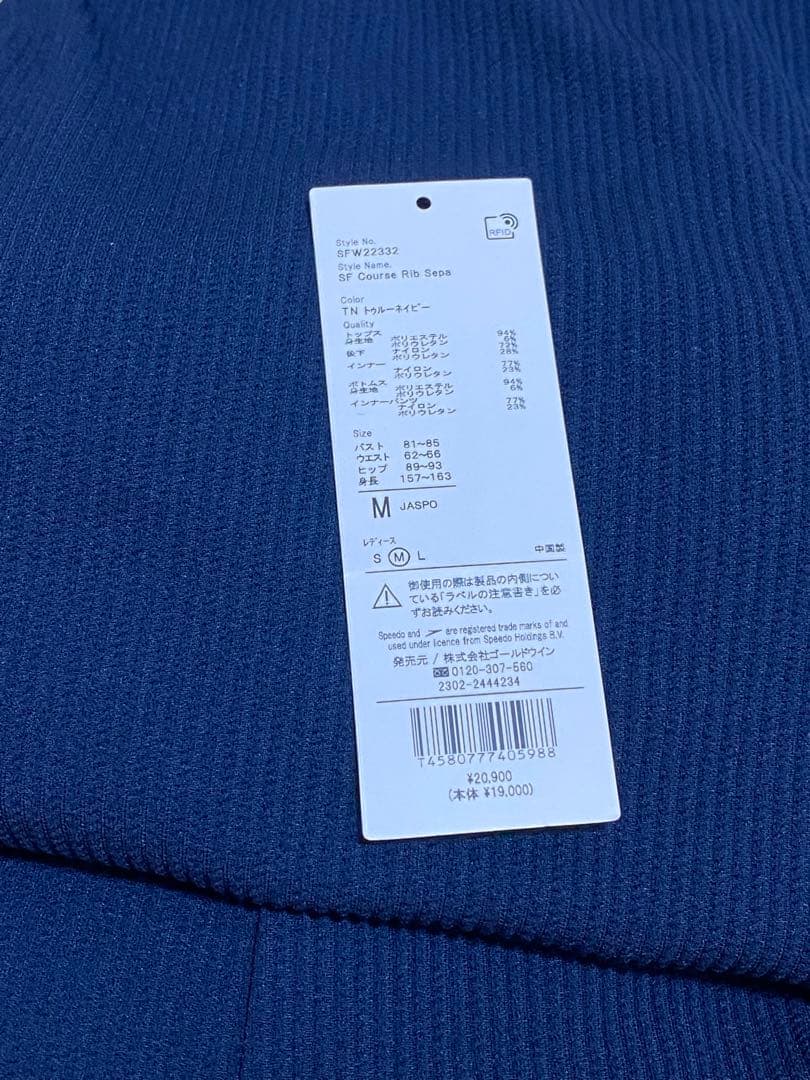 RFID
Style No.
SFW22332
Style Name.
SF Course Rib Sepa
Color
TN トゥルーネイビー
Quality
トップス
身生地 ポリエステル 94%
ポリウレタン 6%
脇下 ナイロン 72%
ポリウレタン 28%
インナー
ナイロン 77%
ポリウレタン 23%
ボトムス
身生地 ポリエステル 94%
ポリウレタン 6%
インナーパンツ
ナイロン 77%
ポリウレタン 23%
Size
バスト 81~85
ウエスト 62~66
ヒップ 89~93
身長 157~163
M JASPO
レディース
S M L 中国製
御使用の際は製品の内側につい
ている「ラベルの注意書き」を必
ずお読みください。
Speedo and are registered trade marks of and
used under licence from Speedo Holdings B.V.
発売元 / 株式会社ゴールドウイン
0120-307-560
2302-2444234
T4580777405988
¥20,900
(本体 ¥19,000)